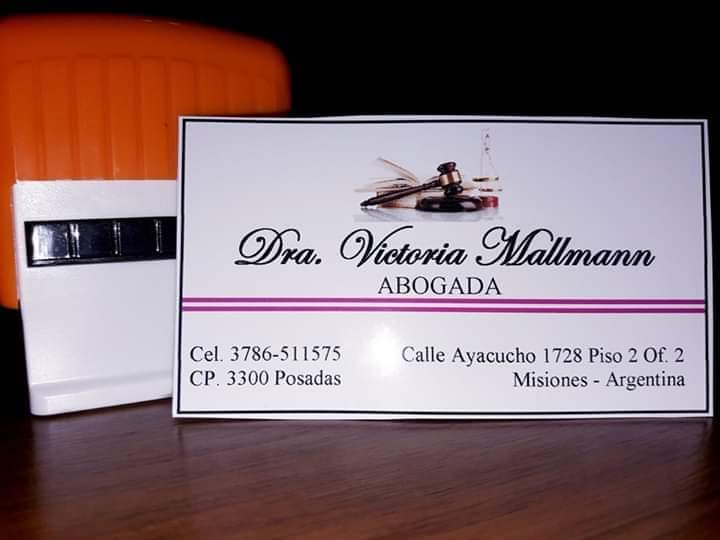 Dra. Victoria Mallmann
ABOGADA
Cel. 3786-511575
CP. 3300 Posadas
Calle Ayacucho 1728 Piso 2 Of. 2
Misiones - Argentina